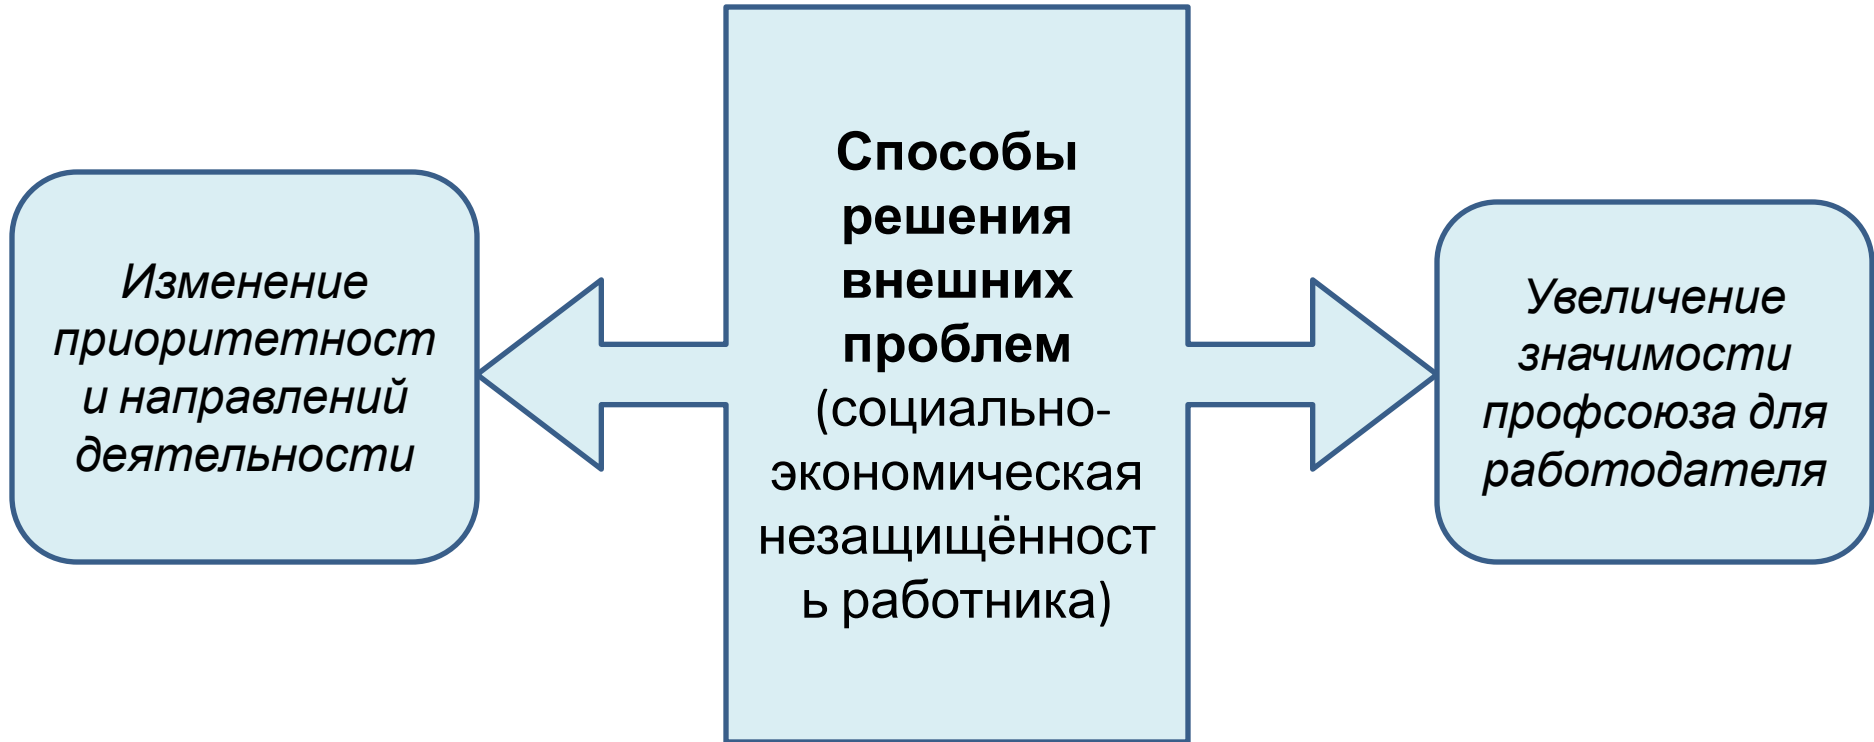 Изменение
приоритетност
и направлений
деятельности
Способы
решения
внешних
проблем
(социально-
экономическая
незащищённост
ь работника)
Увеличение
значимости
профсоюза для
работодателя